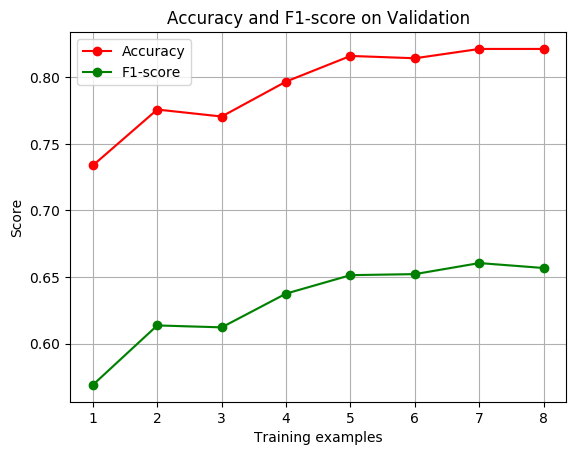 Accuracy and F1-score on Validation
Accuracy
F1-score
0.80
0.75
0.70
0.65
0.60
Score
1 2 3 4 5 6 7 8
Training examples